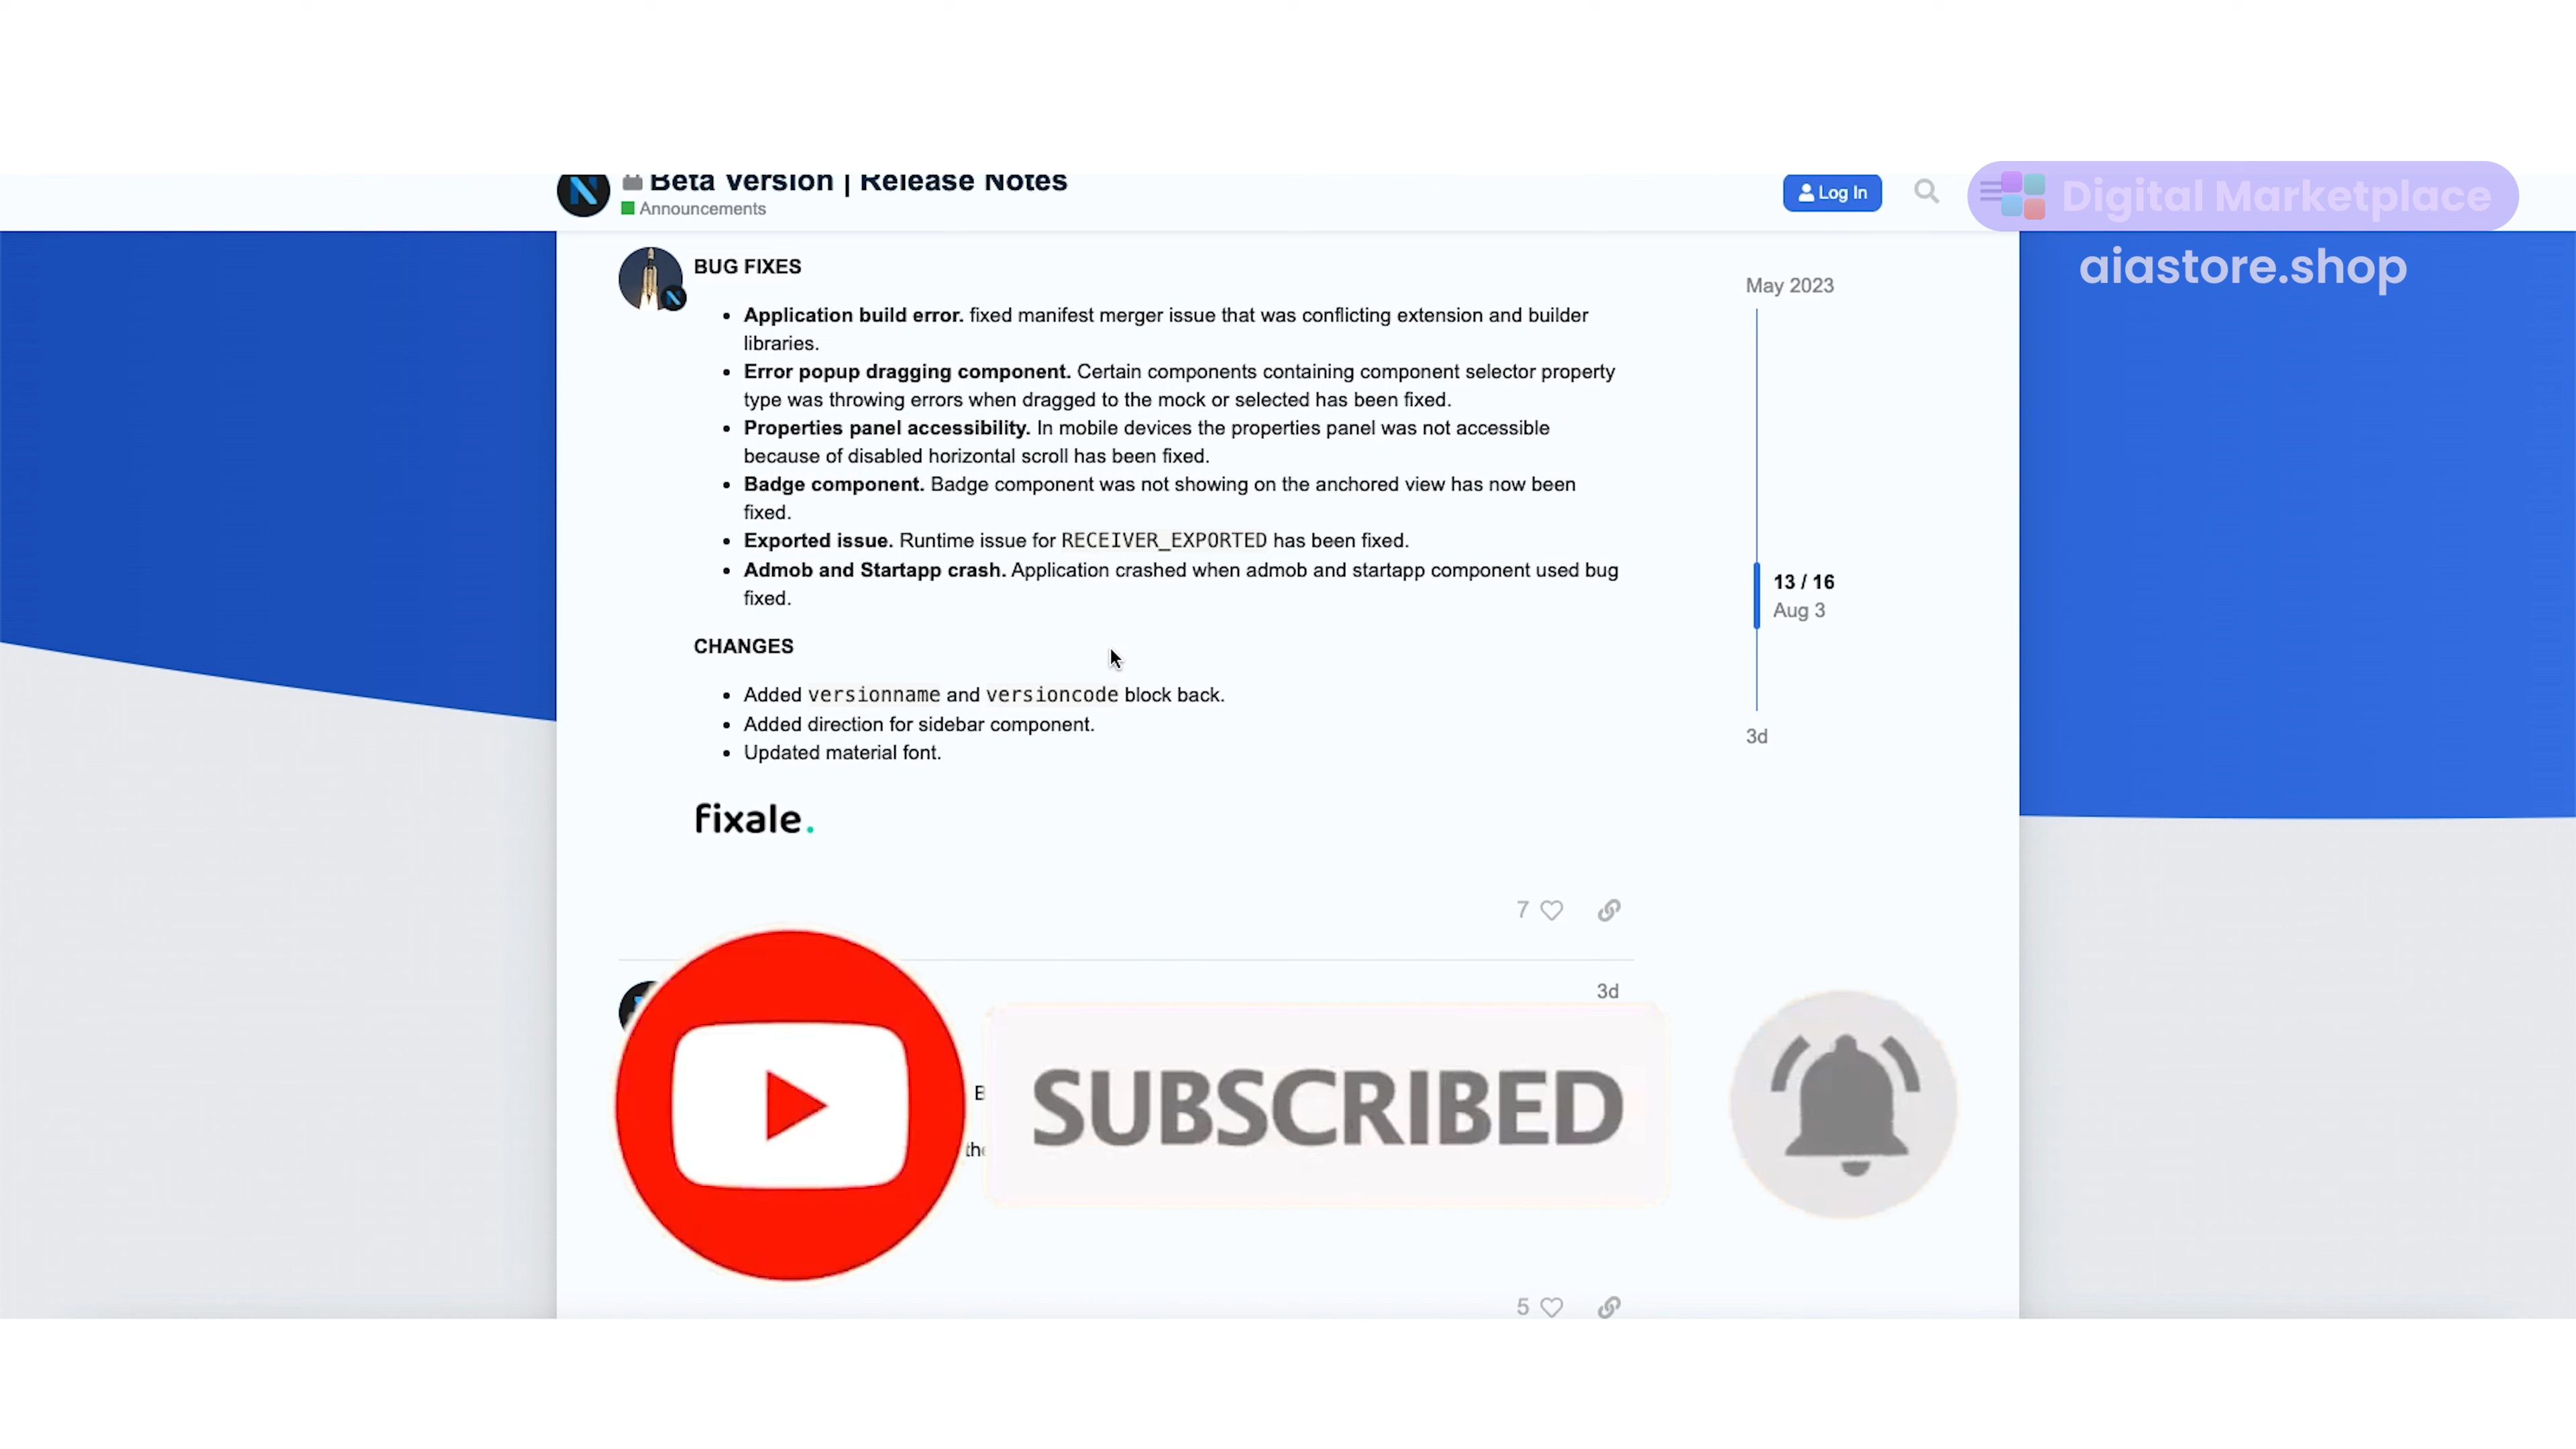 Beta Version | Release Notes
Announcements
Log In
Digital Marketplace
aiastore.shop
BUG FIXES
Application build error. fixed manifest merger issue that was conflicting extension and builder
libraries.
Error popup dragging component. Certain components containing component selector property
type was throwing errors when dragged to the mock or selected has been fixed.
Properties panel accessibility. In mobile devices the properties panel was not accessible
because of disabled horizontal scroll has been fixed.
Badge component. Badge component was not showing on the anchored view has now been
fixed.
Exported issue. Runtime issue for RECEIVER_EXPORTED has been fixed.
Admob and Startapp crash. Application crashed when admob and startapp component used bug
fixed.
CHANGES
Added versionname and versioncode block back.
Added direction for sidebar component.
Updated material font.
fixale.
7
May 2023
13 / 16
Aug 3
3d
3d
SUBSCRIBED
5